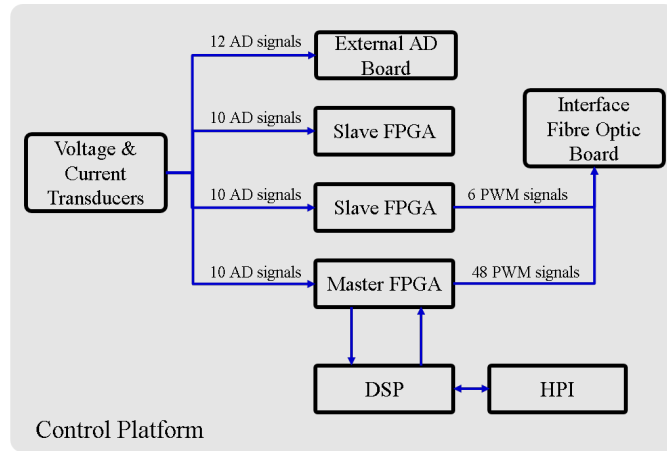 12 AD signals
External AD
Board
10 AD signals
Slave FPGA
Interface
Fibre Optic
Board
Voltage &
Current
Transducers
10 AD signals
Slave FPGA
6 PWM signals
10 AD signals
Master FPGA
48 PWM signals
DSP
HPI
Control Platform